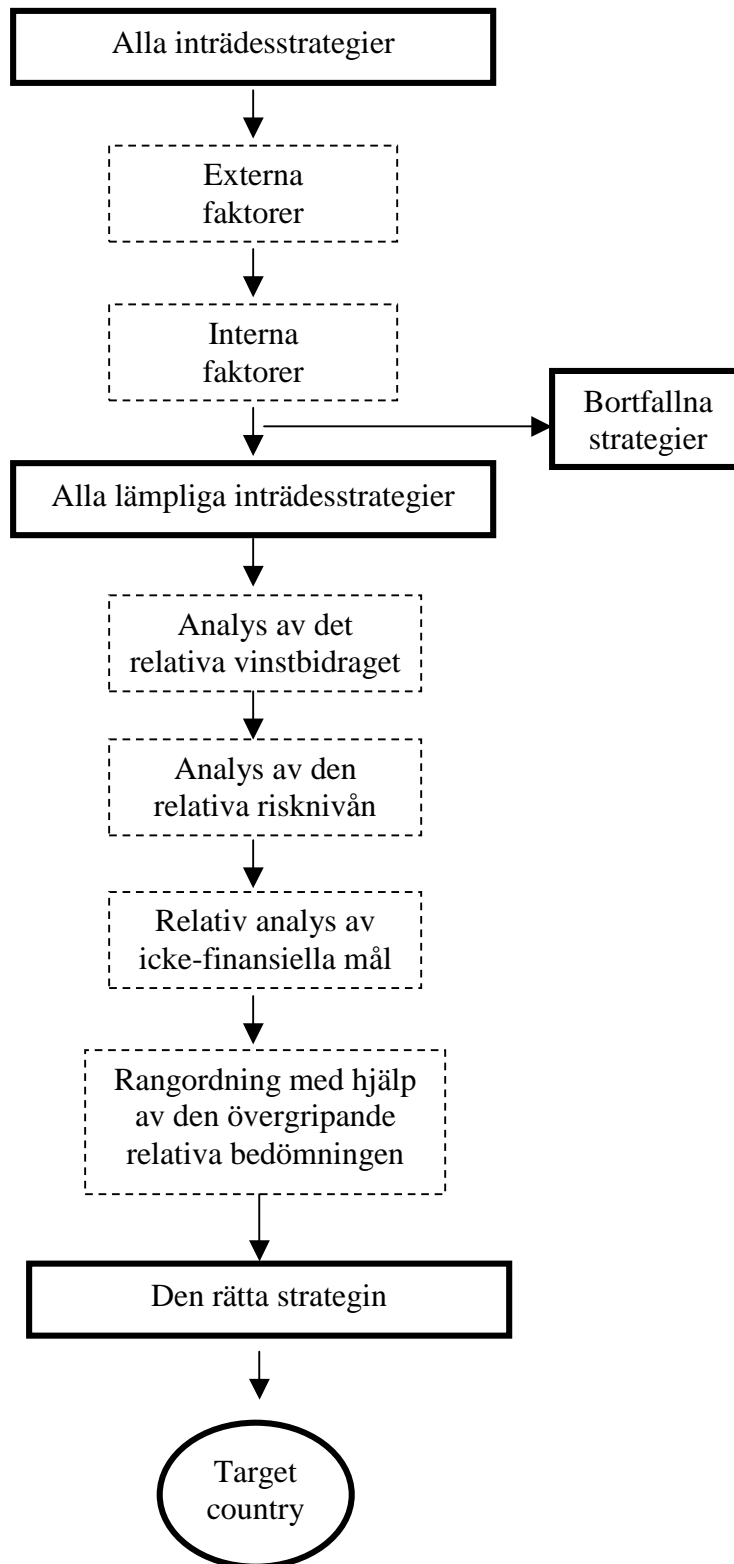 Alla inträdesstrategier
Externa
faktorer
Interna
faktorer
Bortfallna
strategier
Alla lämpliga inträdesstrategier
Analys av det
relativa vinstbidraget
Analys av den
relativa risknivån
Relativ analys av
icke-finansiella mål
Rangordning med hjälp
av den övergripande
relativa bedömningen
Den rätta strategin
Target
country